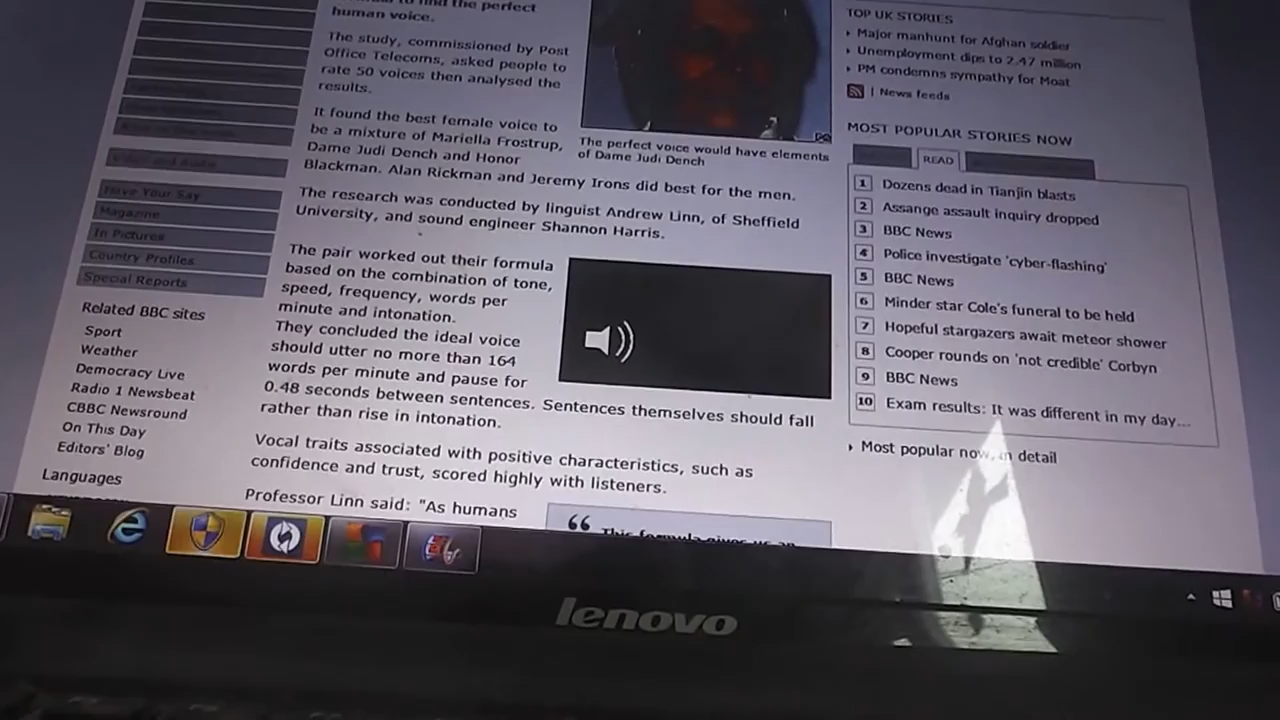 find the perfect
human voice.
The study, commissioned by Post
Office Telecoms, asked people to
rate 50 voices then analysed the
results.
It found the best female voice to
be a mixture of Mariella Frostrup,
Dame Judi Dench and Honor
Blackman. Alan Rickman and Jeremy Irons did best for the men.
The research was conducted by linguist Andrew Linn, of Sheffield
University, and sound engineer Shannon Harris.
The pair worked out their formula
based on the combination of tone,
speed, frequency, words per
minute and intonation.
They concluded the ideal voice
should utter no more than 164
words per minute and pause for
0.48 seconds between sentences. Sentences themselves should fall
rather than rise in intonation.
Vocal traits associated with positive characteristics, such as
confidence and trust, scored highly with listeners.
Professor Linn said: "As humans
The perfect voice would have elements
of Dame Judi Dench
“ This formula gives us an
Have Your Say
Magazine
In Pictures
Country Profiles
Special Reports
Related BBC sites
Sport
Weather
Democracy Live
Radio 1 Newsbeat
CBBC Newsround
On This Day
Editors' Blog
Languages
TOP UK STORIES
Major manhunt for Afghan soldier
Unemployment dips to 2.47 million
PM condemns sympathy for Moat
| News feeds
MOST POPULAR STORIES NOW
READ
1 Dozens dead in Tianjin blasts
2 Assange assault inquiry dropped
3 BBC News
4 Police investigate 'cyber-flashing'
5 BBC News
6 Minder star Cole's funeral to be held
7 Hopeful stargazers await meteor shower
8 Cooper rounds on 'not credible' Corbyn
9 BBC News
10 Exam results: It was different in my day...
Most popular now, in detail
lenovo